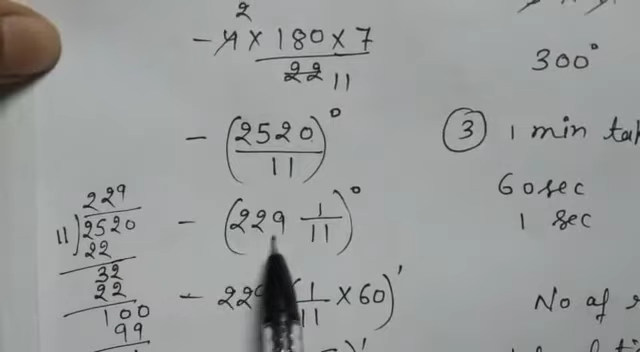 2
- 4 × 180 × 7
22 11
- (2520/11)°
229
11)2520
22
32
22
100
99
- (229 1/11)°
- 229 (1/11 × 60)'
300°
③ 1 min
60 sec
1 sec
No of